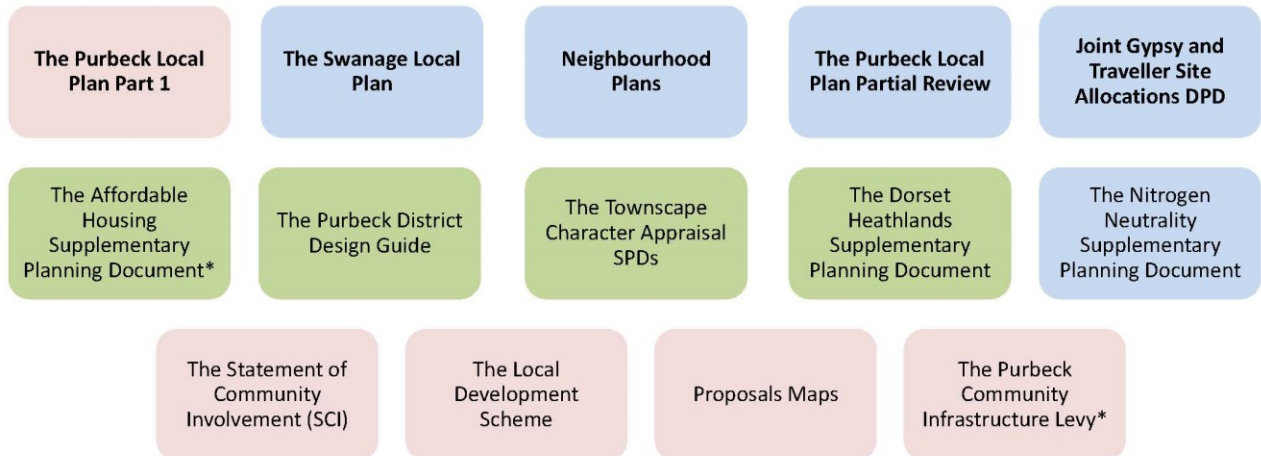 The Purbeck Local
Plan Part 1
The Swanage Local
Plan
Neighbourhood
Plans
The Purbeck Local
Plan Partial Review
Joint Gypsy and
Traveller Site
Allocations DPD
The Affordable
Housing
Supplementary
Planning Document*
The Purbeck District
Design Guide
The Townscape
Character Appraisal
SPDs
The Dorset
Heathlands
Supplementary
Planning Document
The Nitrogen
Neutrality
Supplementary
Planning Document
The Statement of
Community
Involvement (SCI)
The Local
Development
Scheme
Proposals Maps
The Purbeck
Community
Infrastructure Levy*